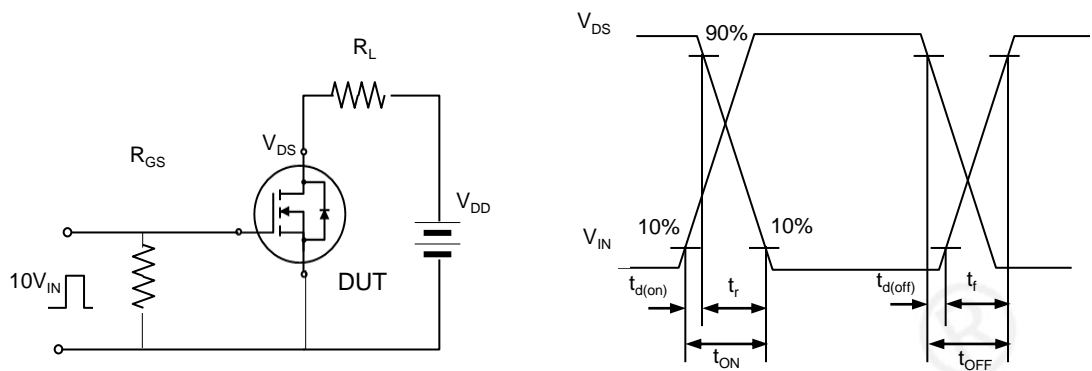 R_L
V_DS
R_GS
V_DD
10V_IN
DUT
V_DS
90%
10%
10%
V_IN
t_d(on)
t_r
t_d(off)
t_f
t_ON
t_OFF
®